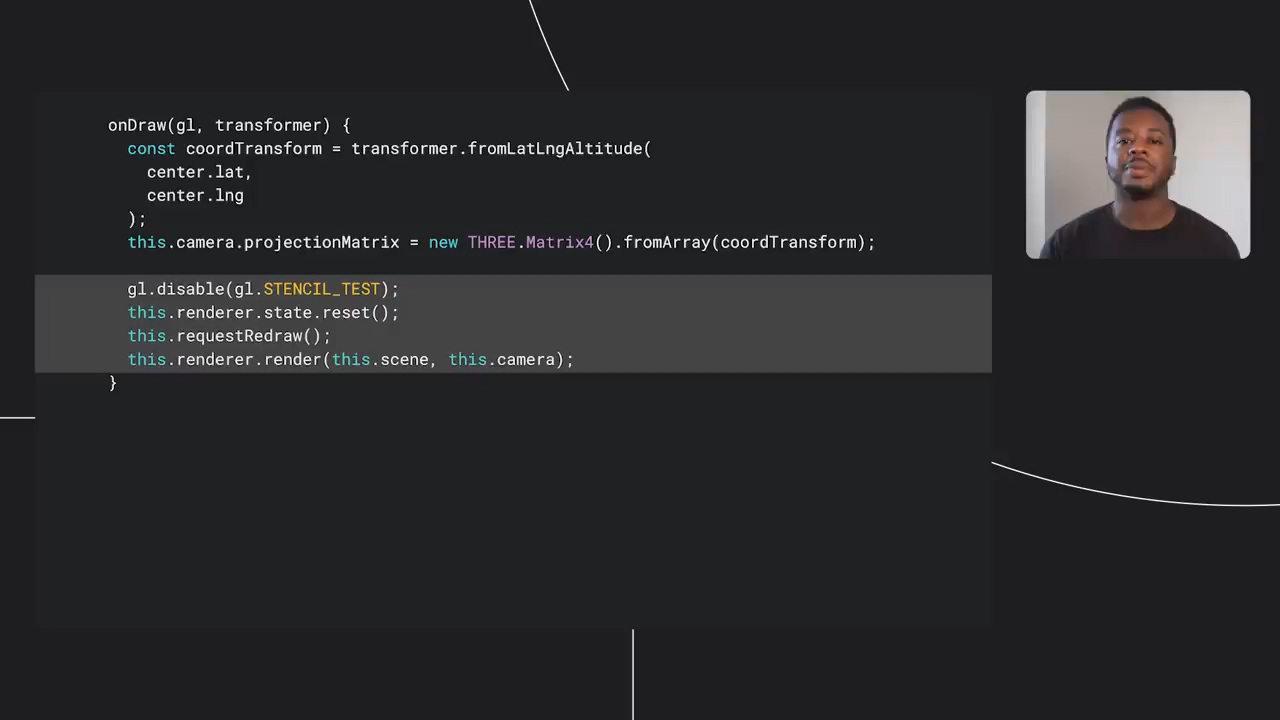 onDraw(gl, transformer) {
const coordTransform = transformer.fromLatLngAltitude(
center.lat,
center.lng
);
this.camera.projectionMatrix = new THREE.Matrix4().fromArray(coordTransform);
gl.disable(gl.STENCIL_TEST);
this.renderer.state.reset();
this.requestRedraw();
this.renderer.render(this.scene, this.camera);
}